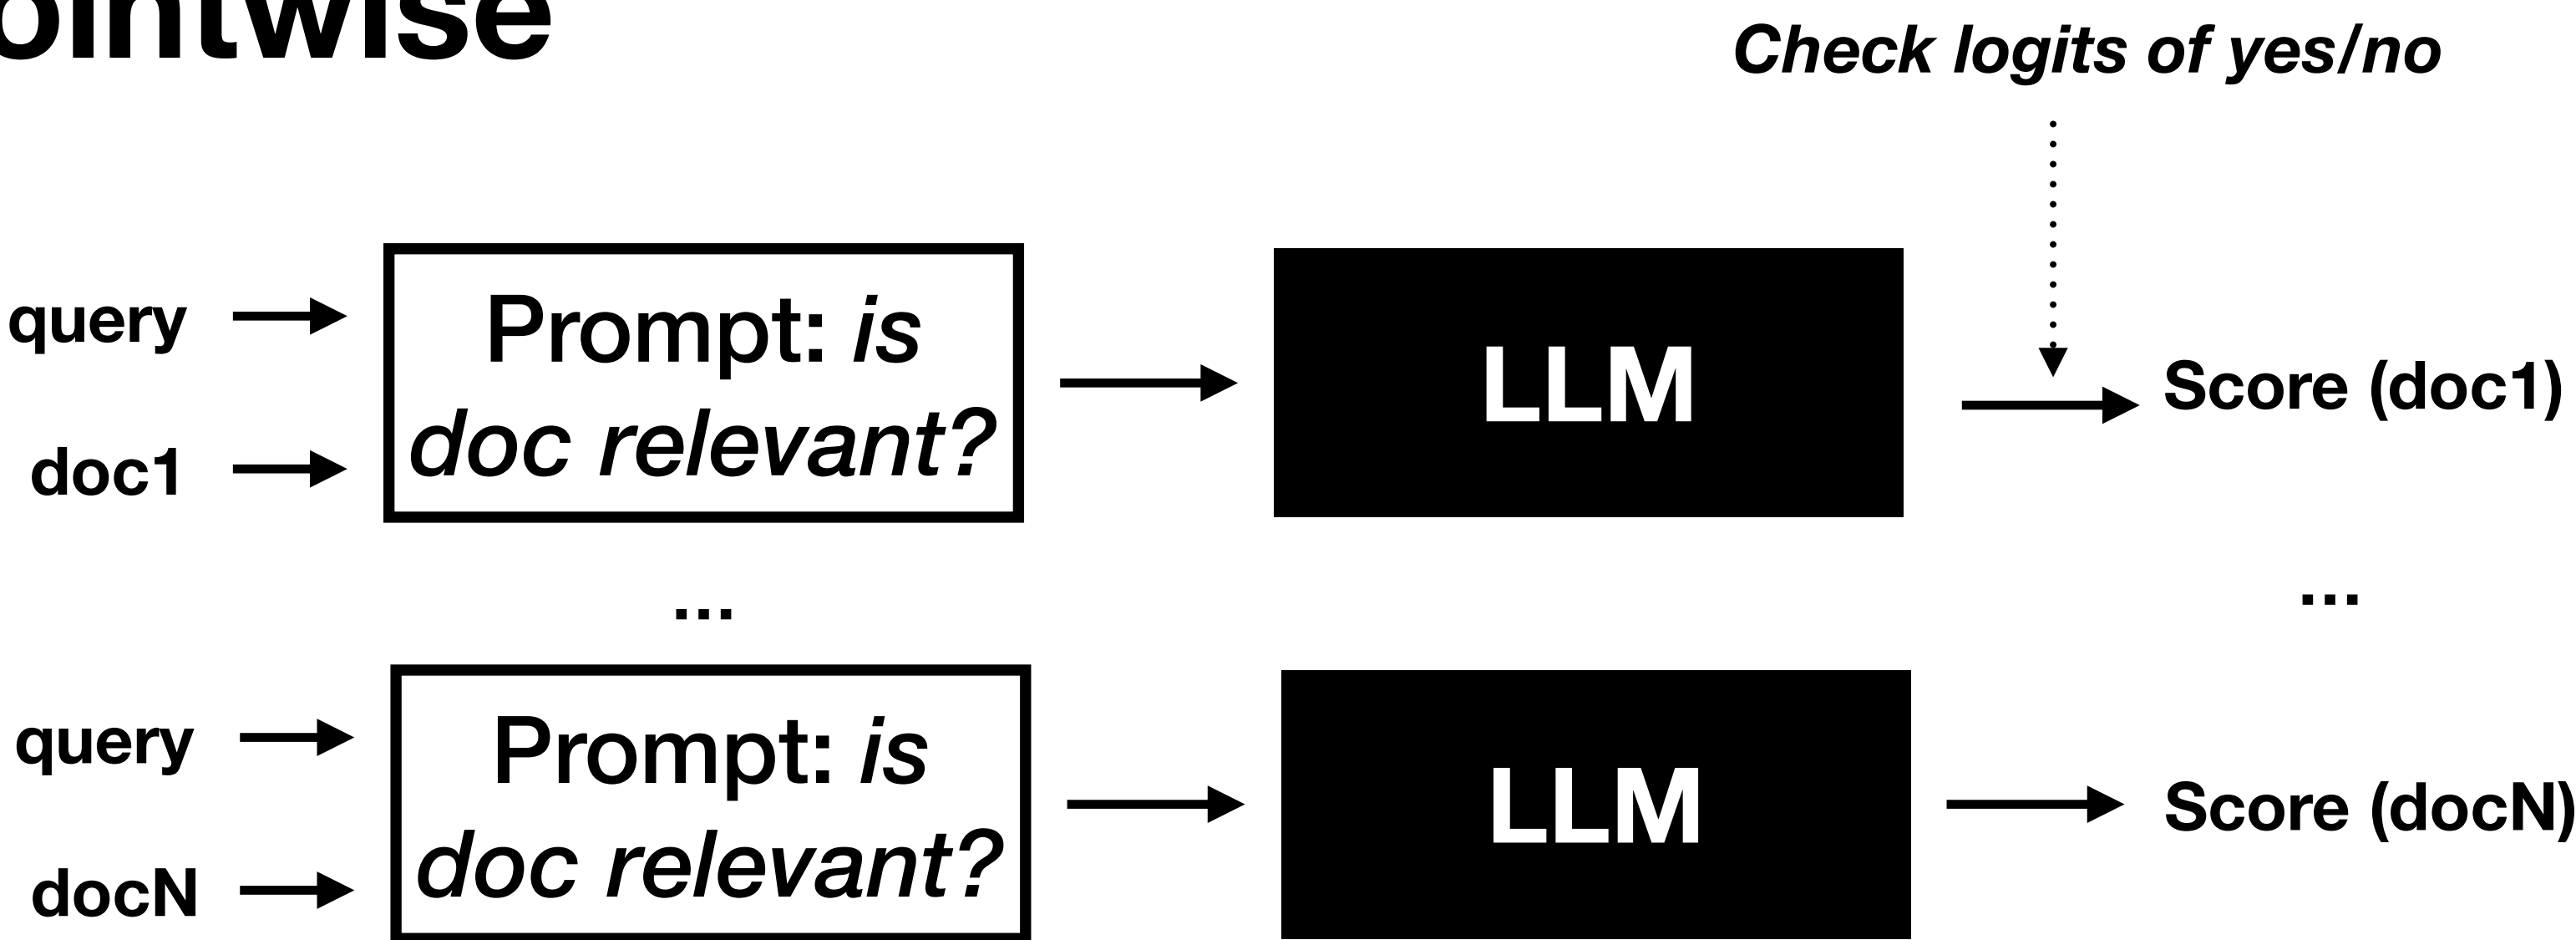 ointwise
Check logits of yes/no
query
doc1
Prompt: is
doc relevant?
LLM
Score (doc1)
...
...
query
docN
Prompt: is
doc relevant?
LLM
Score (docN)